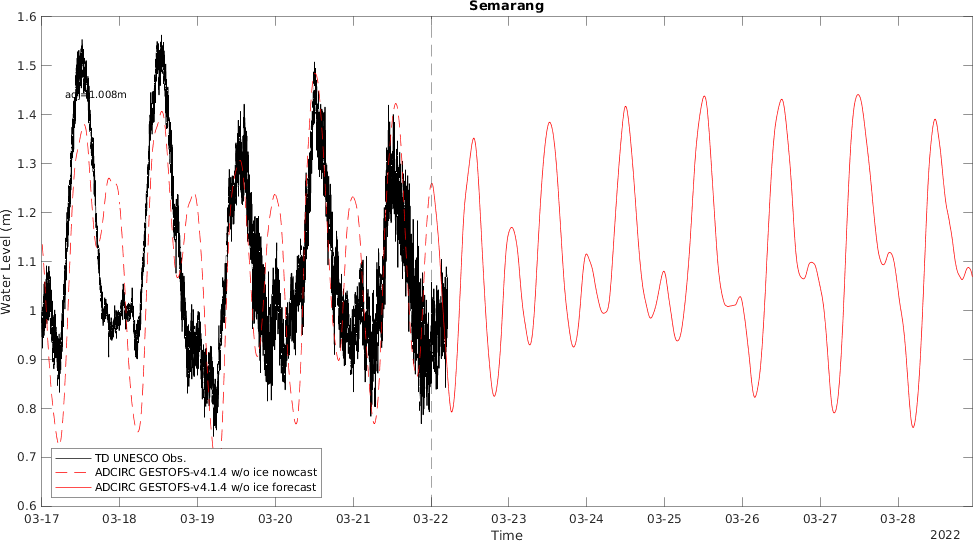 Semarang
1.6
1.5
1.4
1.3
1.2
1.1
1
0.9
0.8
0.7
0.6
Water Level (m)
adj=1.008m
TD UNESCO Obs.
ADCIRC GESTOFS-v4.1.4 w/o ice nowcast
ADCIRC GESTOFS-v4.1.4 w/o ice forecast
03-17 03-18 03-19 03-20 03-21 03-22 03-23 03-24 03-25 03-26 03-27 03-28
Time
2022